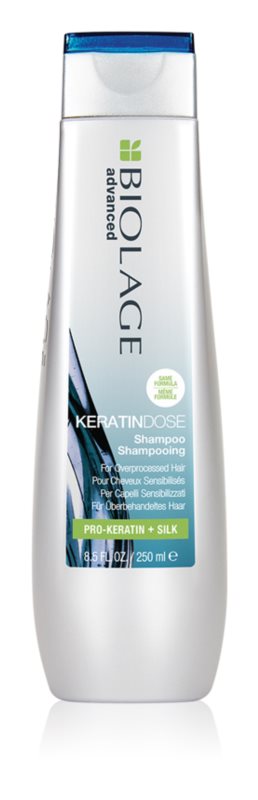 BIOLAGE
advanced
SAME
FORMULA
MÊME
FORMULE
KERATINDOSE
Shampoo
Shampooing
For Overprocessed Hair
Pour Cheveux Sensibilisés
Per Capelli Sensibilizzati
Für Überbehandeltes Haar
PRO-KERATIN + SILK
8.5 FL.OZ. / 250 ml ℮